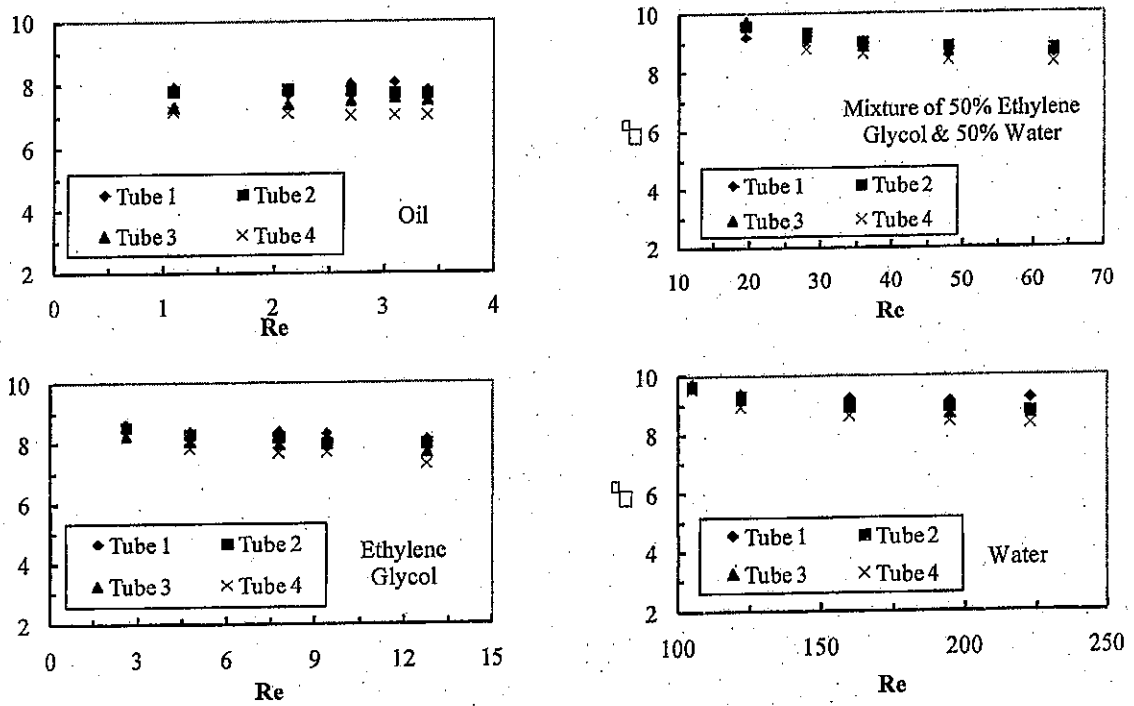 10
8
6
4
2
◆ Tube 1 ■ Tube 2
▲ Tube 3 × Tube 4
Oil
0 1 2 3 4
Re
10
8
6
4
2
Mixture of 50% Ethylene
Glycol & 50% Water
◆ Tube 1 ■ Tube 2
▲ Tube 3 × Tube 4
10 20 30 40 50 60 70
Re
10
8
6
4
2
◆ Tube 1 ■ Tube 2
▲ Tube 3 × Tube 4
Ethylene
Glycol
0 3 6 9 12 15
Re
10
8
6
4
2
◆ Tube 1 ■ Tube 2
▲ Tube 3 × Tube 4
Water
100 150 200 250
Re